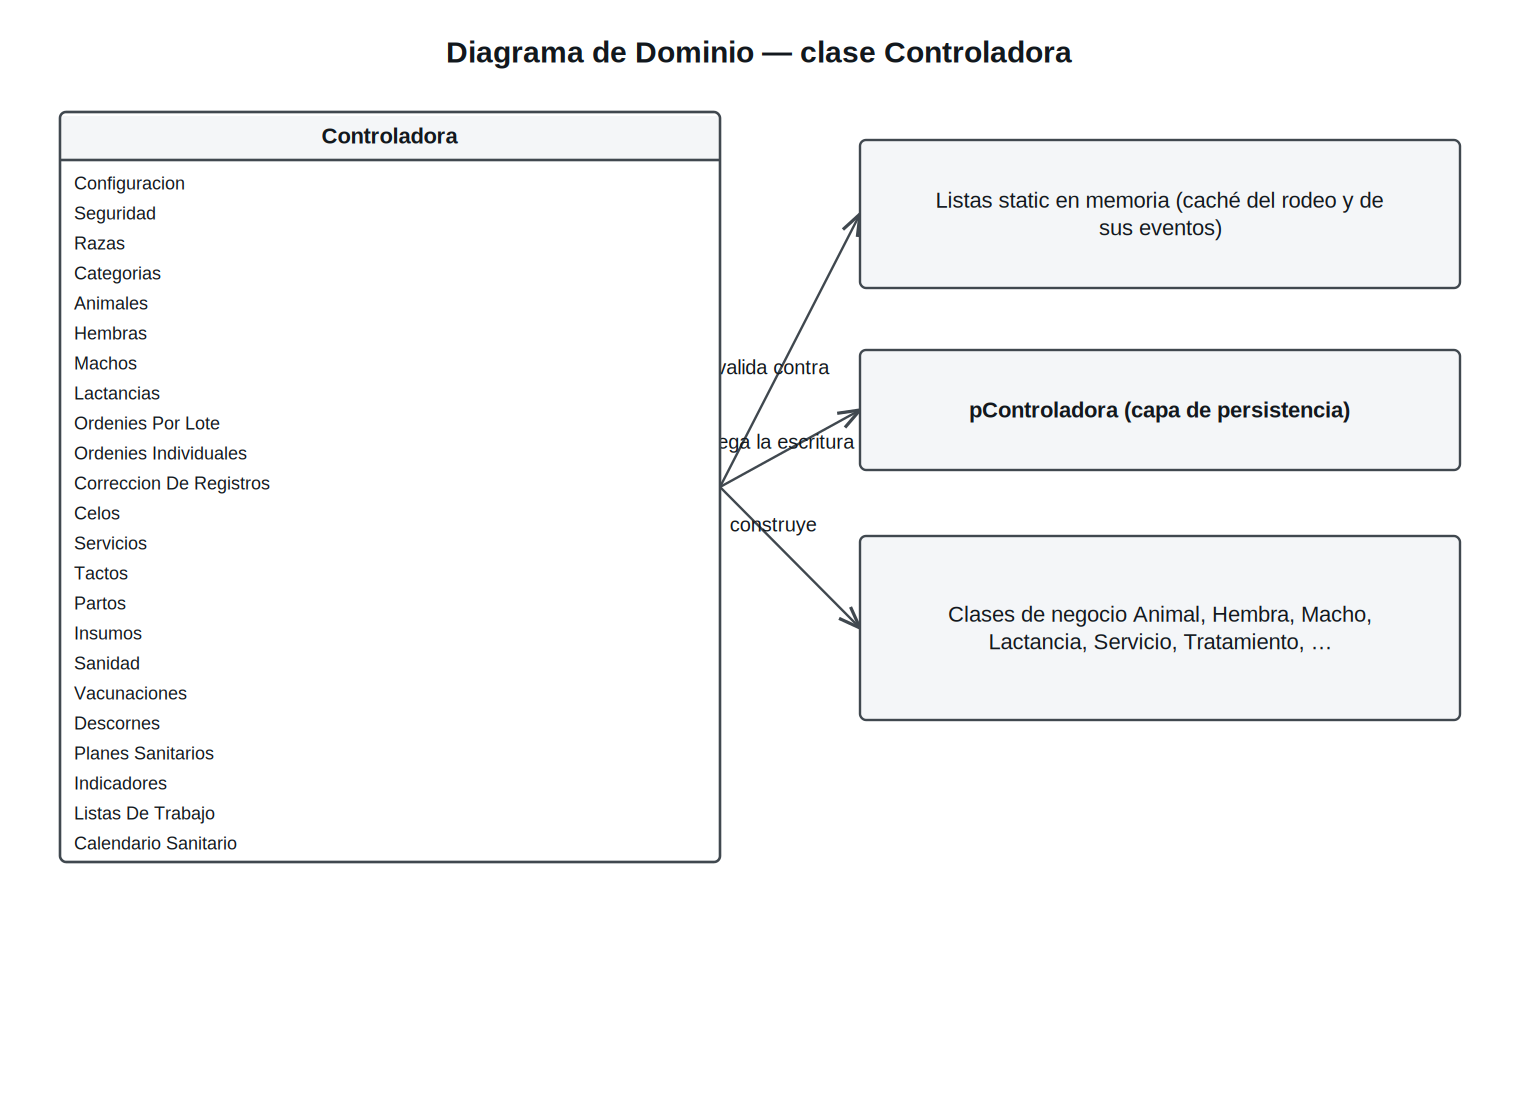 Diagrama de Dominio — clase Controladora
Controladora
Configuracion
Seguridad
Razas
Categorias
Animales
Hembras
Machos
Lactancias
Ordenies Por Lote
Ordenies Individuales
Correccion De Registros
Celos
Servicios
Tactos
Partos
Insumos
Sanidad
Vacunaciones
Descornes
Planes Sanitarios
Indicadores
Listas De Trabajo
Calendario Sanitario
valida contra
ega la escritura
construye
Listas static en memoria (caché del rodeo y de
sus eventos)
pControladora (capa de persistencia)
Clases de negocio Animal, Hembra, Macho,
Lactancia, Servicio, Tratamiento, …